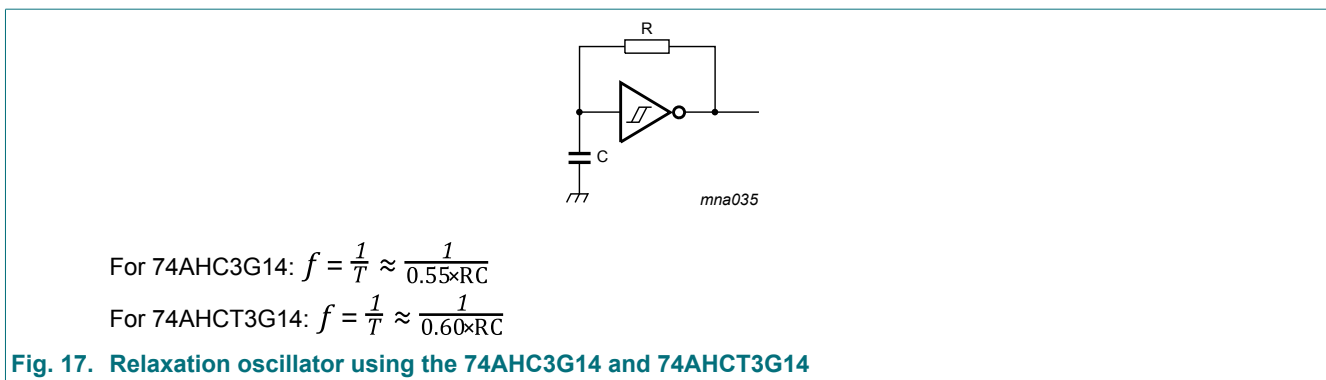 R
C
mna035
For 74AHC3G14: f = 1/T ≈ 1/0.55×RC
For 74AHCT3G14: f = 1/T ≈ 1/0.60×RC
Fig. 17. Relaxation oscillator using the 74AHC3G14 and 74AHCT3G14